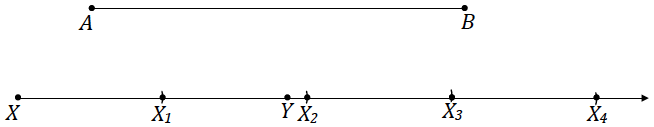 A B
X X₁ Y X₂ X₃ X₄